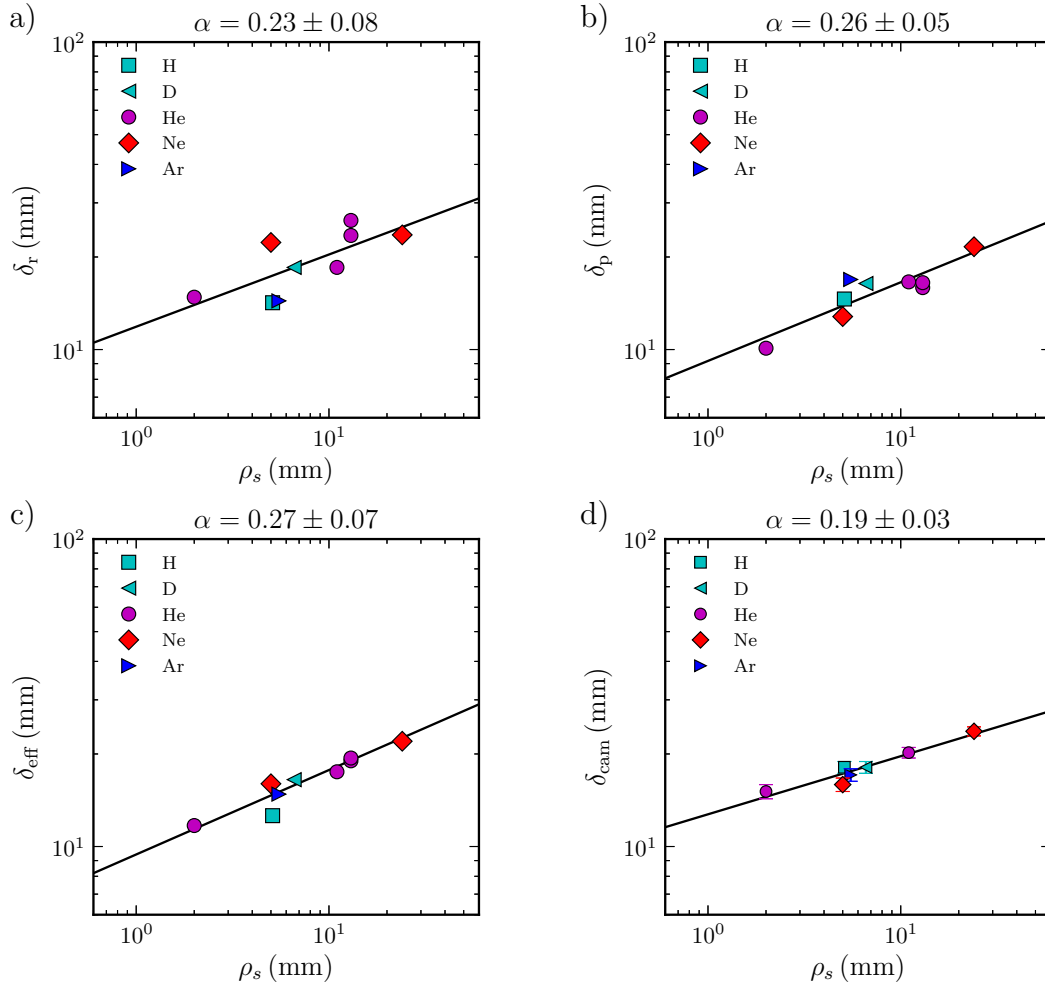 a)
α = 0.23 ± 0.08
10²
10¹
δr (mm)
H
D
He
Ne
Ar
10⁰
10¹
ρs (mm)
b)
α = 0.26 ± 0.05
10²
10¹
δp (mm)
H
D
He
Ne
Ar
10⁰
10¹
ρs (mm)
c)
α = 0.27 ± 0.07
10²
10¹
δeff (mm)
H
D
He
Ne
Ar
10⁰
10¹
ρs (mm)
d)
α = 0.19 ± 0.03
10²
10¹
δcam (mm)
H
D
He
Ne
Ar
10⁰
10¹
ρs (mm)